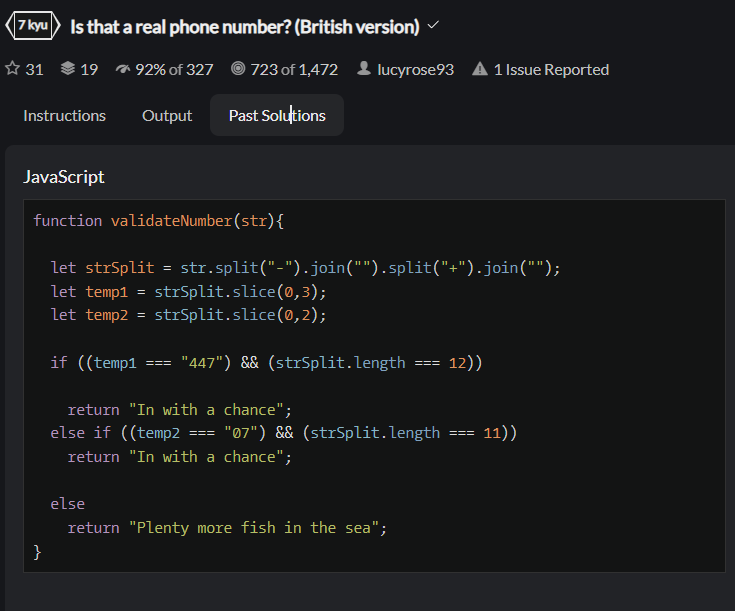 7 kyu Is that a real phone number? (British version)
31 19 92% of 327 723 of 1,472 lucyrose93 1 Issue Reported
Instructions Output Past Solutions
JavaScript
function validateNumber(str){
let strSplit = str.split("-").join("").split("+").join("");
let temp1 = strSplit.slice(0,3);
let temp2 = strSplit.slice(0,2);
if ((temp1 === "447") && (strSplit.length === 12))
return "In with a chance";
else if ((temp2 === "07") && (strSplit.length === 11))
return "In with a chance";
else
return "Plenty more fish in the sea";
}